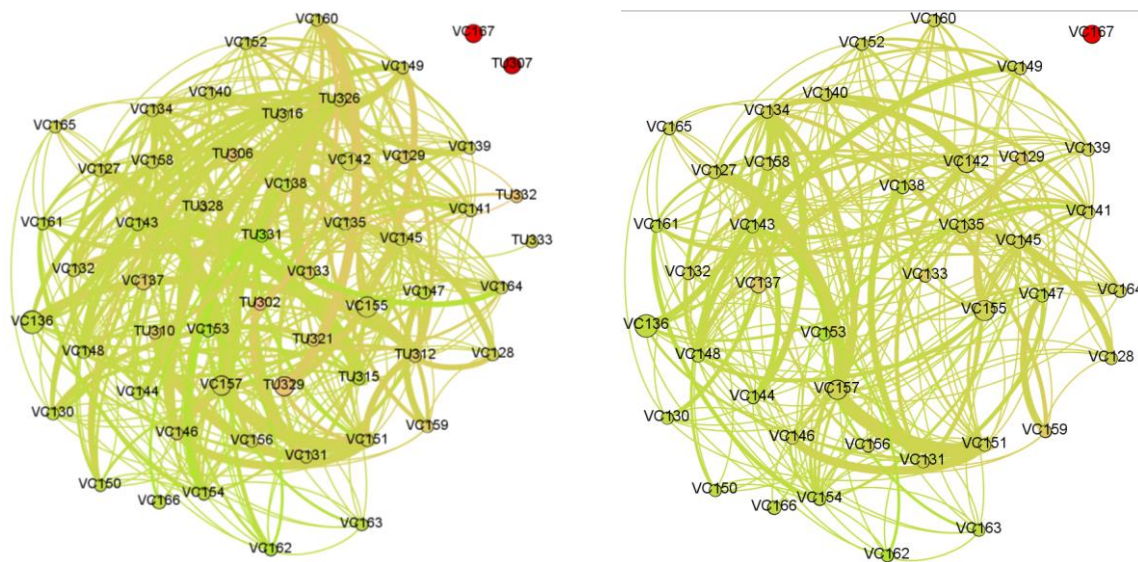 VC160
VC167
VC152
TU307
VC149
VC140
TU326
VC134
TU316
VC165
VC139
VC158
TU306
VC142
VC129
VC127
VC138
TU332
TU328
VC141
VC161
VC143
VC135
TU331
VC145
TU333
VC132
VC133
VC137
VC164
VC147
TU302
VC155
VC136
VC153
TU310
TU321
VC148
TU312
VC128
TU315
VC157
TU329
VC144
VC130
VC159
VC146
VC156
VC151
VC131
VC150
VC154
VC166
VC163
VC162
VC160
VC167
VC152
VC149
VC140
VC134
VC165
VC139
VC158
VC142
VC129
VC127
VC138
VC141
VC161
VC143
VC135
VC145
VC132
VC133
VC137
VC164
VC147
VC155
VC136
VC153
VC148
VC128
VC157
VC144
VC130
VC159
VC146
VC156
VC151
VC131
VC150
VC154
VC166
VC163
VC162